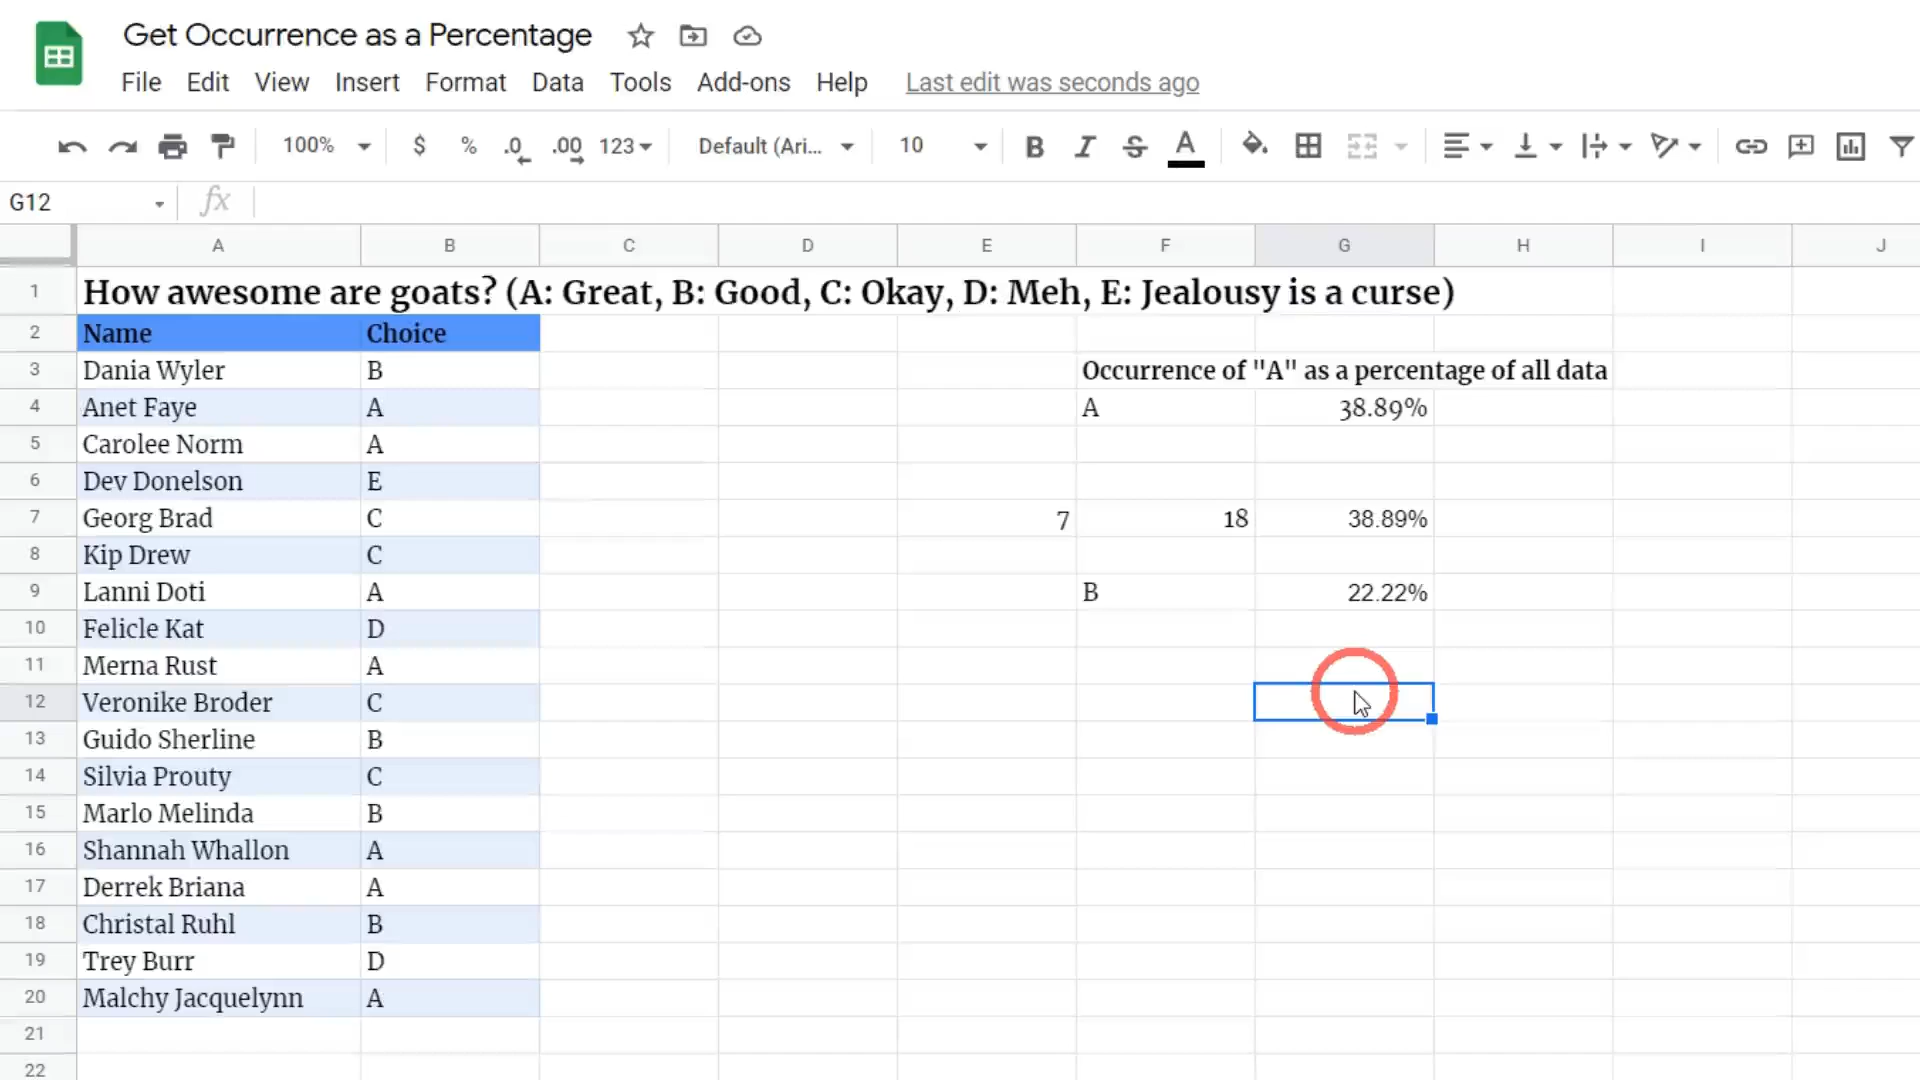 Get Occurrence as a Percentage
File Edit View Insert Format Data Tools Add-ons Help Last edit was seconds ago
100% $ % .0 .00 123 Default (Ari... 10 B I S A
G12 fx
A B C D E F G H I J
1 How awesome are goats? (A: Great, B: Good, C: Okay, D: Meh, E: Jealousy is a curse)
2 Name Choice
3 Dania Wyler B Occurrence of "A" as a percentage of all data
4 Anet Faye A A 38.89%
5 Carolee Norm A
6 Dev Donelson E
7 Georg Brad C 7 18 38.89%
8 Kip Drew C
9 Lanni Doti A B 22.22%
10 Felicle Kat D
11 Merna Rust A
12 Veronike Broder C
13 Guido Sherline B
14 Silvia Prouty C
15 Marlo Melinda B
16 Shannah Whallon A
17 Derrek Briana A
18 Christal Ruhl B
19 Trey Burr D
20 Malchy Jacquelynn A
21
22